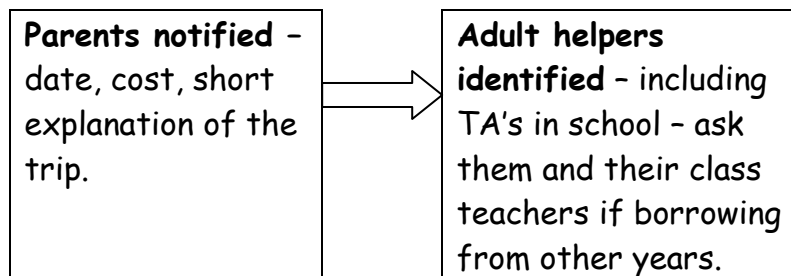 Parents notified –
date, cost, short
explanation of the
trip.
Adult helpers
identified – including
TA's in school – ask
them and their class
teachers if borrowing
from other years.